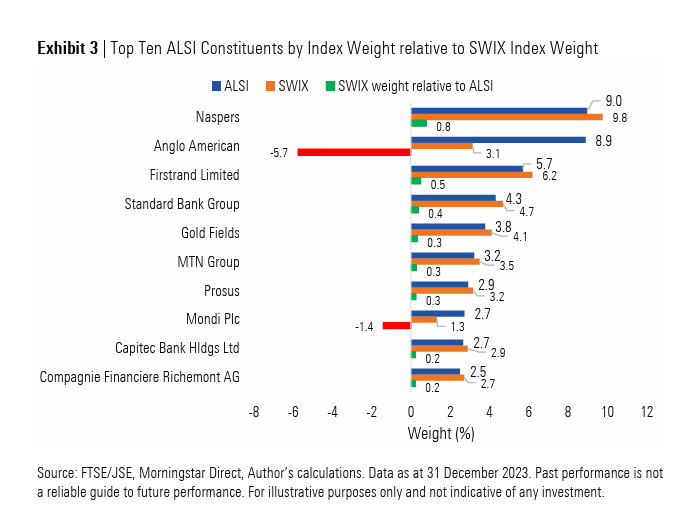 Exhibit 3 | Top Ten ALSI Constituents by Index Weight relative to SWIX Index Weight
ALSI SWIX SWIX weight relative to ALSI
Naspers 9.0 9.8 0.8
Anglo American 8.9 3.1 -5.7
Firstrand Limited 5.7 6.2 0.5
Standard Bank Group 4.3 4.7 0.4
Gold Fields 3.8 4.1 0.3
MTN Group 3.2 3.5 0.3
Prosus 2.9 3.2 0.3
Mondi Plc 2.7 1.3 -1.4
Capitec Bank Hldgs Ltd 2.7 2.9 0.2
Compagnie Financiere Richemont AG 2.5 2.7 0.2
-8 -6 -4 -2 0 2 4 6 8 10 12
Weight (%)
Source: FTSE/JSE, Morningstar Direct, Author's calculations. Data as at 31 December 2023. Past performance is not
a reliable guide to future performance. For illustrative purposes only and not indicative of any investment.